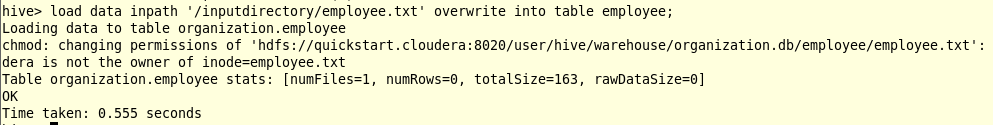 hive> load data inpath '/inputdirectory/employee.txt' overwrite into table employee;
Loading data to table organization.employee
chmod: changing permissions of 'hdfs://quickstart.cloudera:8020/user/hive/warehouse/organization.db/employee/employee.txt':
dera is not the owner of inode=employee.txt
Table organization.employee stats: [numFiles=1, numRows=0, totalSize=163, rawDataSize=0]
OK
Time taken: 0.555 seconds